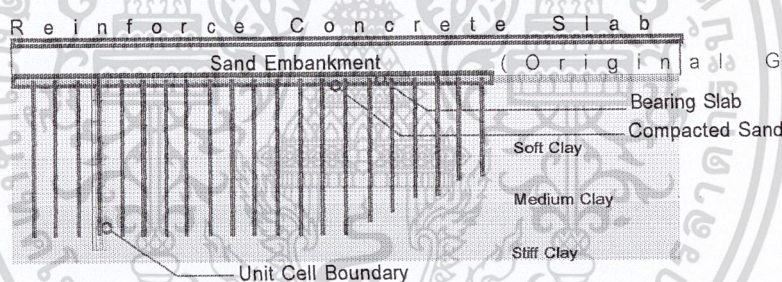 Reinforce Concrete Slab
Sand Embankment
(Original G
Bearing Slab
Compacted Sand
Soft Clay
Medium Clay
Stiff Clay
Unit Cell Boundary